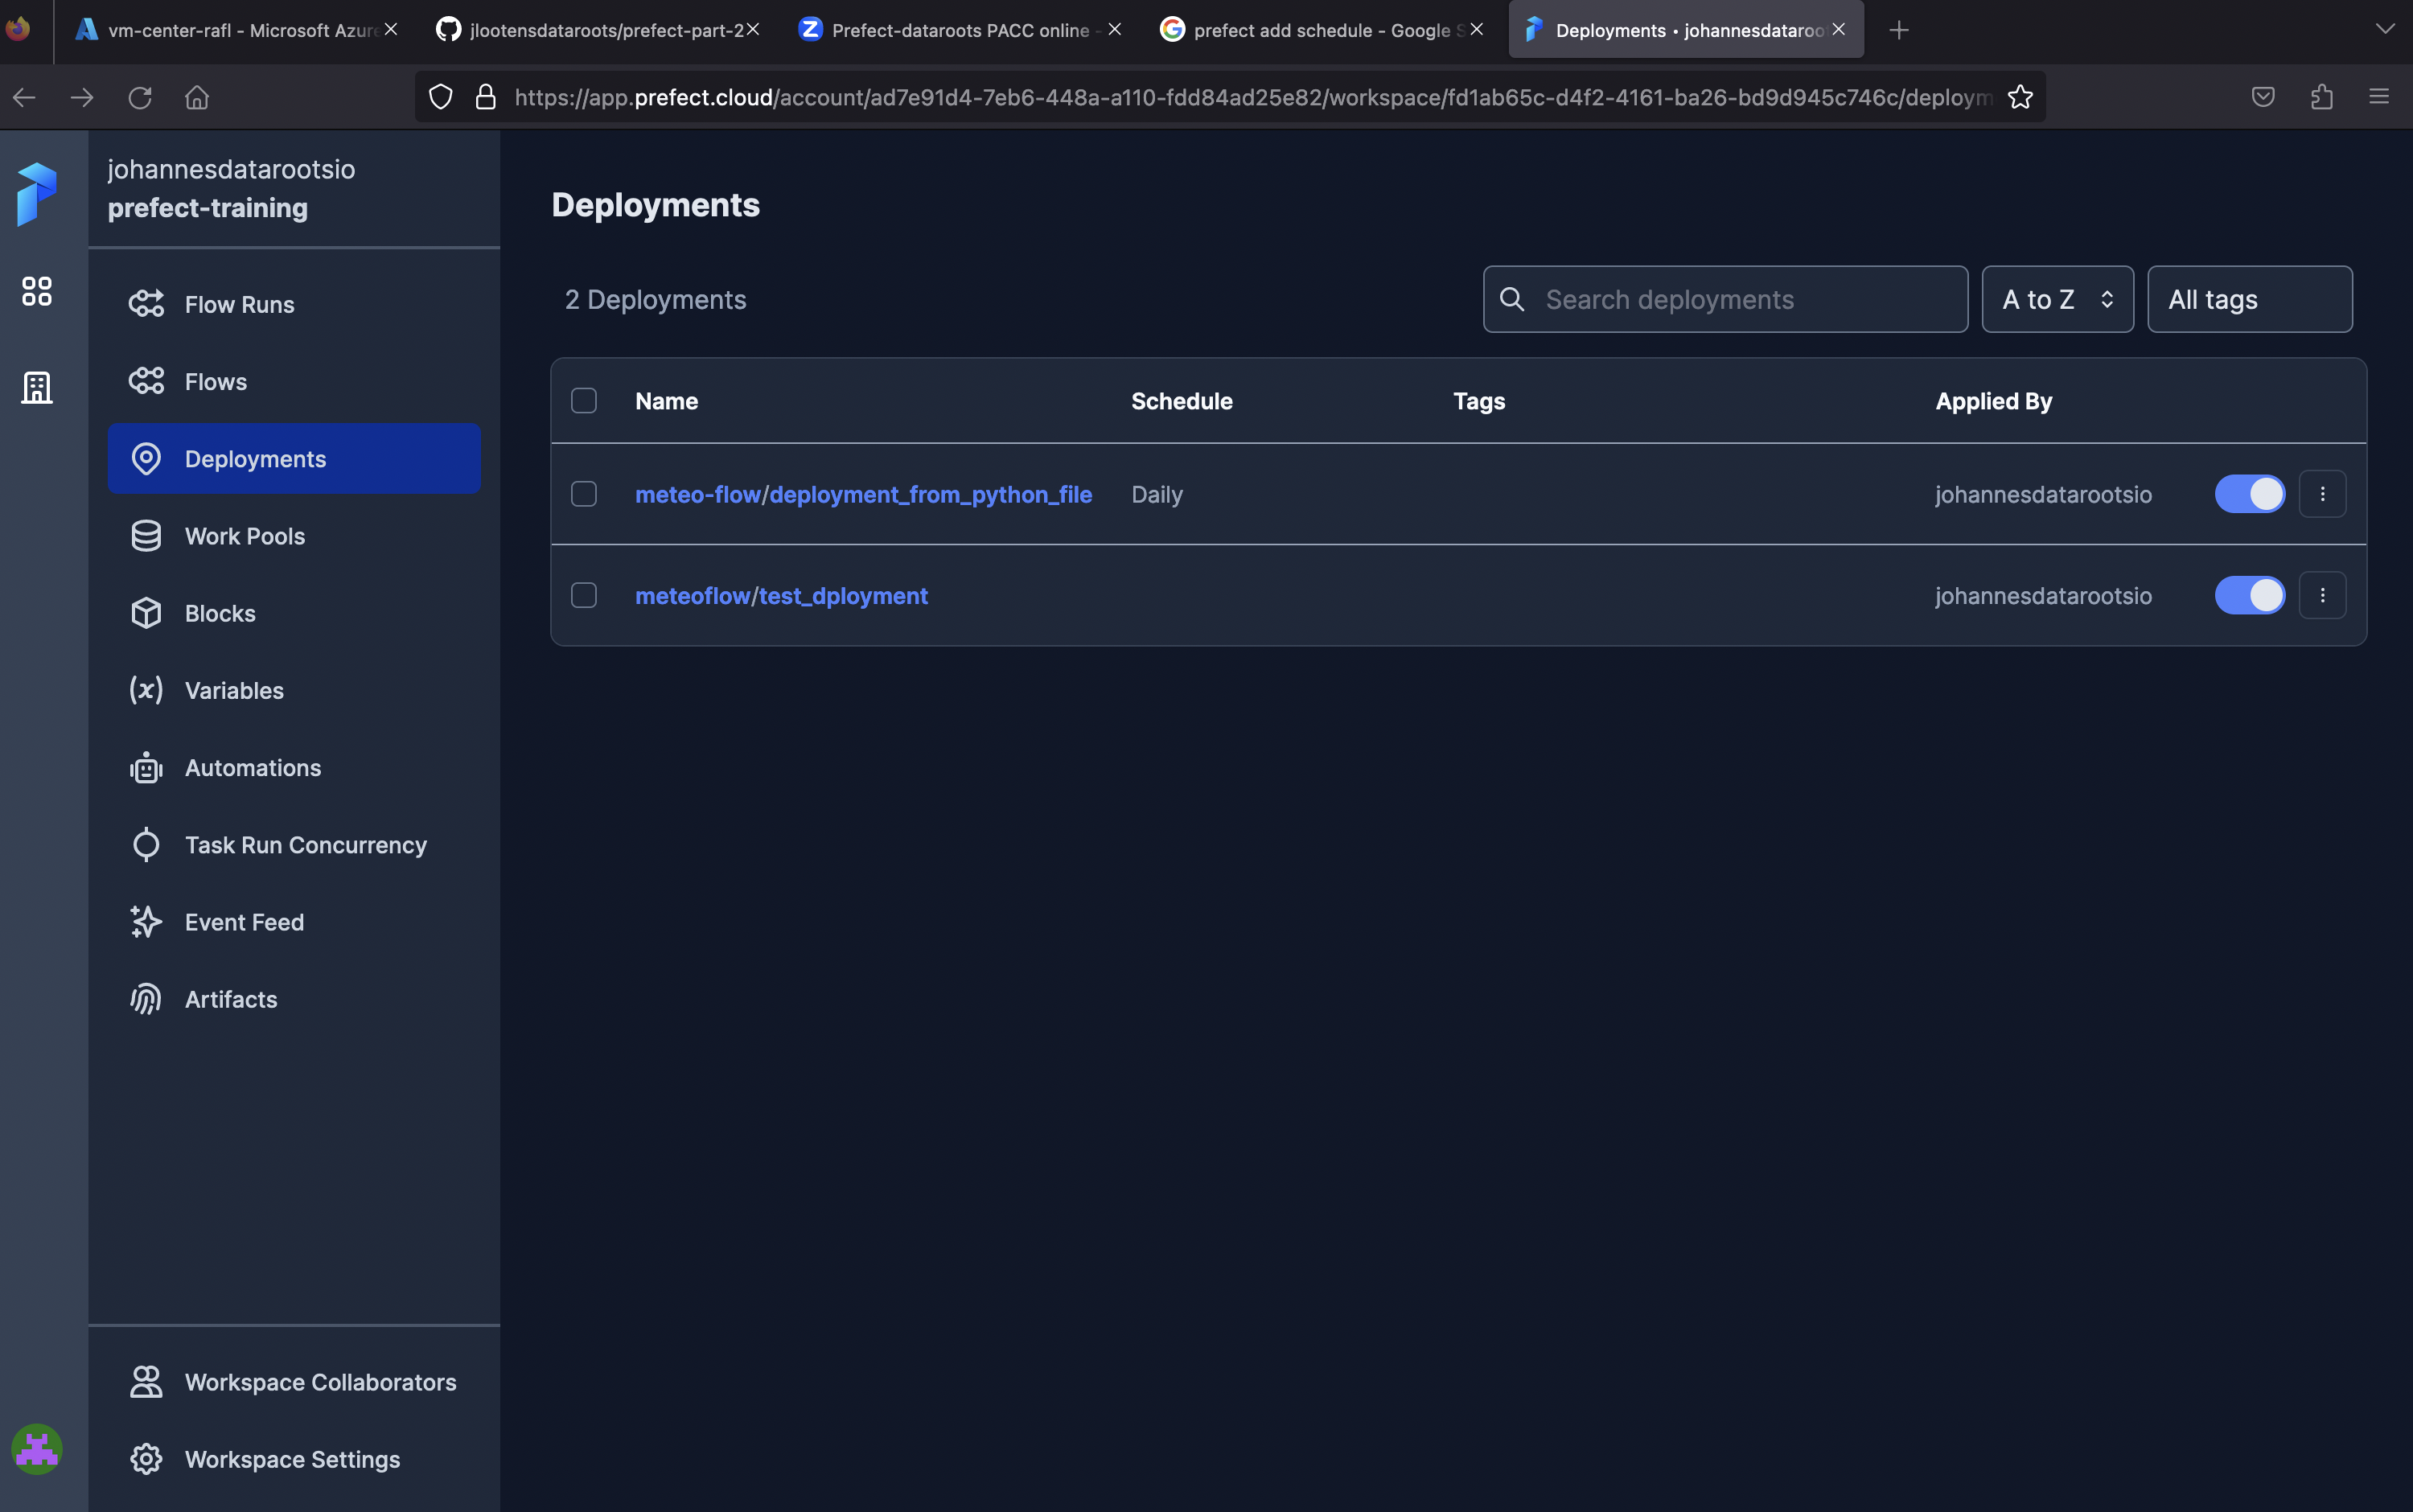 vm-center-rafl - Microsoft Azure
jlootensdataroots/prefect-part-2
Prefect-dataroots PACC online -
prefect add schedule - Google S
Deployments • johannesdataroo
https://app.prefect.cloud/account/ad7e91d4-7eb6-448a-a110-fdd84ad25e82/workspace/fd1ab65c-d4f2-4161-ba26-bd9d945c746c/deploym
johannesdatarootsio
prefect-training
Flow Runs
Flows
Deployments
Work Pools
Blocks
Variables
Automations
Task Run Concurrency
Event Feed
Artifacts
Workspace Collaborators
Workspace Settings
Deployments
2 Deployments
Search deployments
A to Z
All tags
Name Schedule Tags Applied By
meteo-flow/deployment_from_python_file Daily johannesdatarootsio
meteoflow/test_dployment johannesdatarootsio